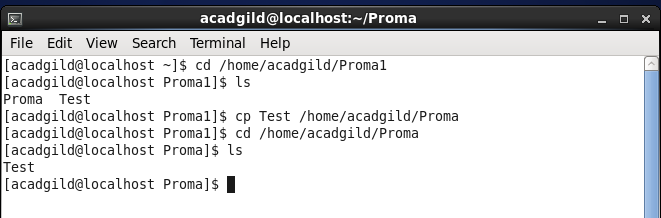 acadgild@localhost:~/Proma
File Edit View Search Terminal Help
[acadgild@localhost ~]$ cd /home/acadgild/Proma1
[acadgild@localhost Proma1]$ ls
Proma  Test
[acadgild@localhost Proma1]$ cp Test /home/acadgild/Proma
[acadgild@localhost Proma1]$ cd /home/acadgild/Proma
[acadgild@localhost Proma]$ ls
Test
[acadgild@localhost Proma]$